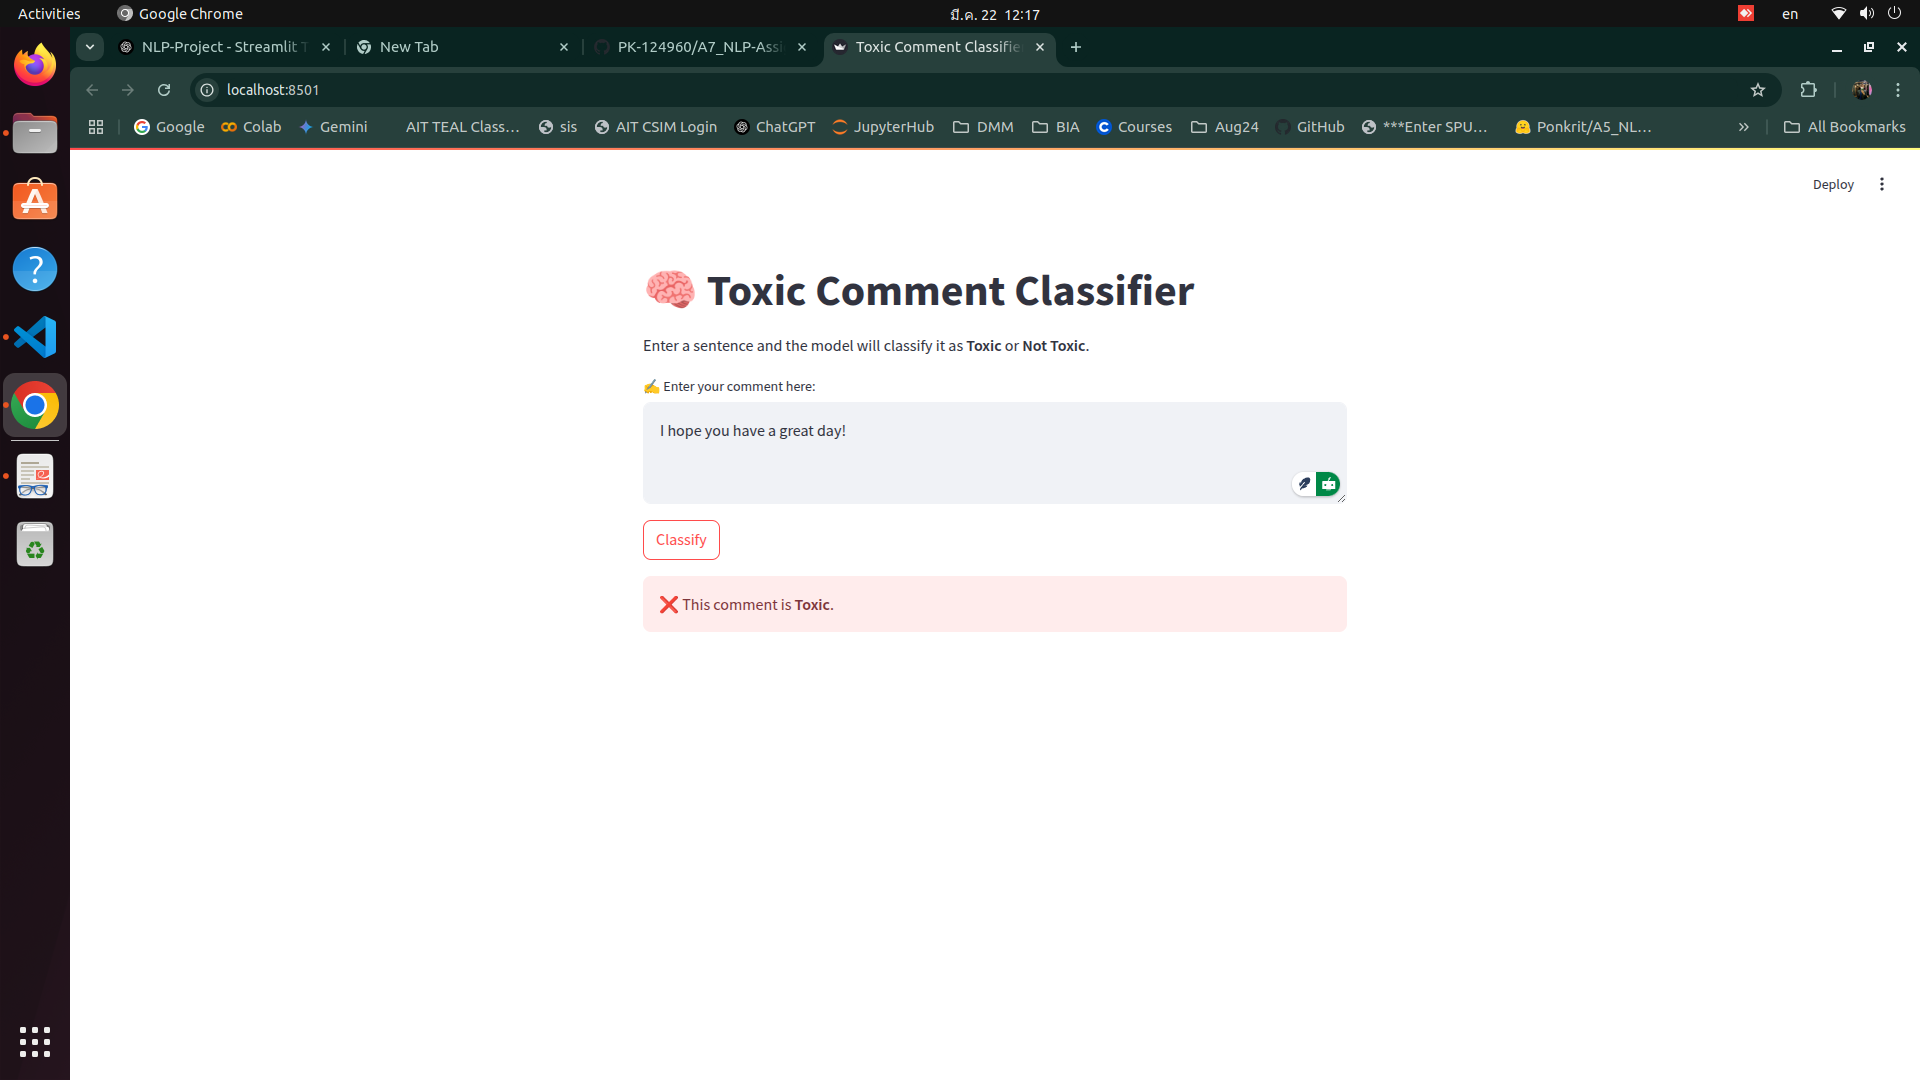 Activities
Google Chrome
มี.ค. 22 12:17
en
NLP-Project - Streamlit
New Tab
PK-124960/A7_NLP-Assi
Toxic Comment Classifie
localhost:8501
Google
Colab
Gemini
AIT TEAL Class…
sis
AIT CSIM Login
ChatGPT
JupyterHub
DMM
BIA
Courses
Aug24
GitHub
***Enter SPU…
Ponkrit/A5_NL…
All Bookmarks
Deploy
🧠 Toxic Comment Classifier
Enter a sentence and the model will classify it as Toxic or Not Toxic.
✍️ Enter your comment here:
I hope you have a great day!
Classify
❌ This comment is Toxic.